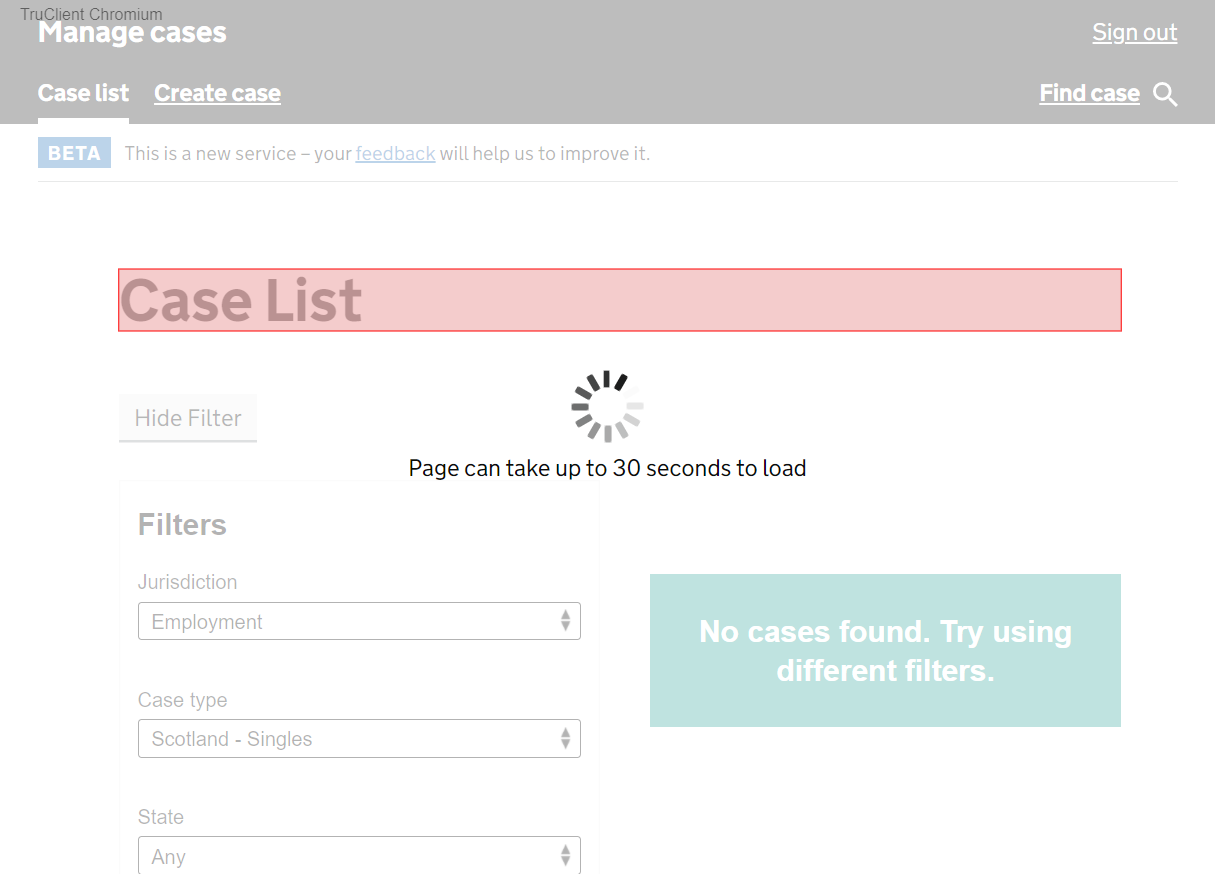 TruClient Chromium
Manage cases
Sign out
Case list Create case
Find case
BETA This is a new service – your feedback will help us to improve it.
Case List
Hide Filter
Page can take up to 30 seconds to load
Filters
Jurisdiction
Employment
Case type
Scotland - Singles
State
Any
No cases found. Try using
different filters.